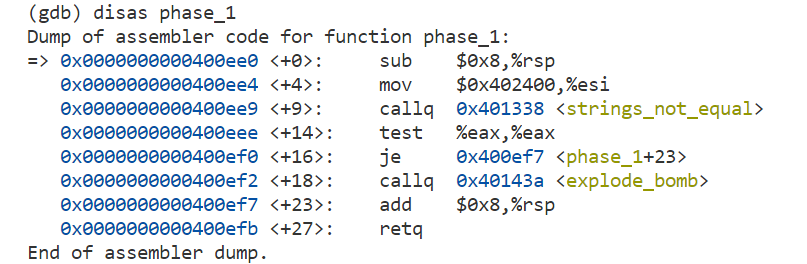 (gdb) disas phase_1
Dump of assembler code for function phase_1:
=> 0x0000000000400ee0 <+0>:	sub    $0x8,%rsp
   0x0000000000400ee4 <+4>:	mov    $0x402400,%esi
   0x0000000000400ee9 <+9>:	callq  0x401338 <strings_not_equal>
   0x0000000000400eee <+14>:	test   %eax,%eax
   0x0000000000400ef0 <+16>:	je     0x400ef7 <phase_1+23>
   0x0000000000400ef2 <+18>:	callq  0x40143a <explode_bomb>
   0x0000000000400ef7 <+23>:	add    $0x8,%rsp
   0x0000000000400efb <+27>:	retq
End of assembler dump.